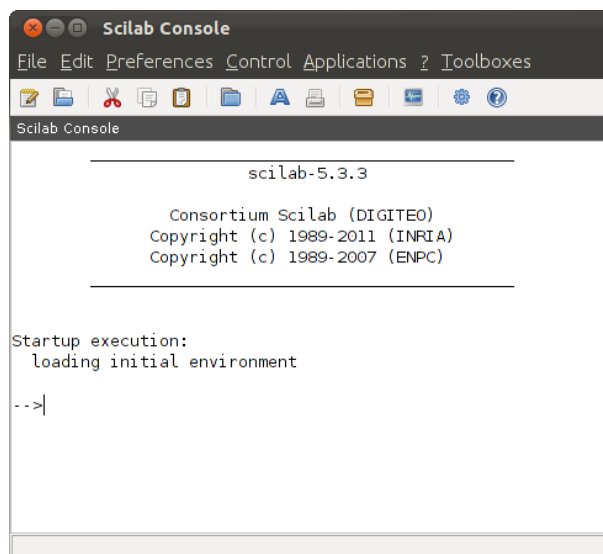 Scilab Console
File Edit Preferences Control Applications ? Toolboxes
Scilab Console
scilab-5.3.3
Consortium Scilab (DIGITEO)
Copyright (c) 1989-2011 (INRIA)
Copyright (c) 1989-2007 (ENPC)
Startup execution:
loading initial environment
-->